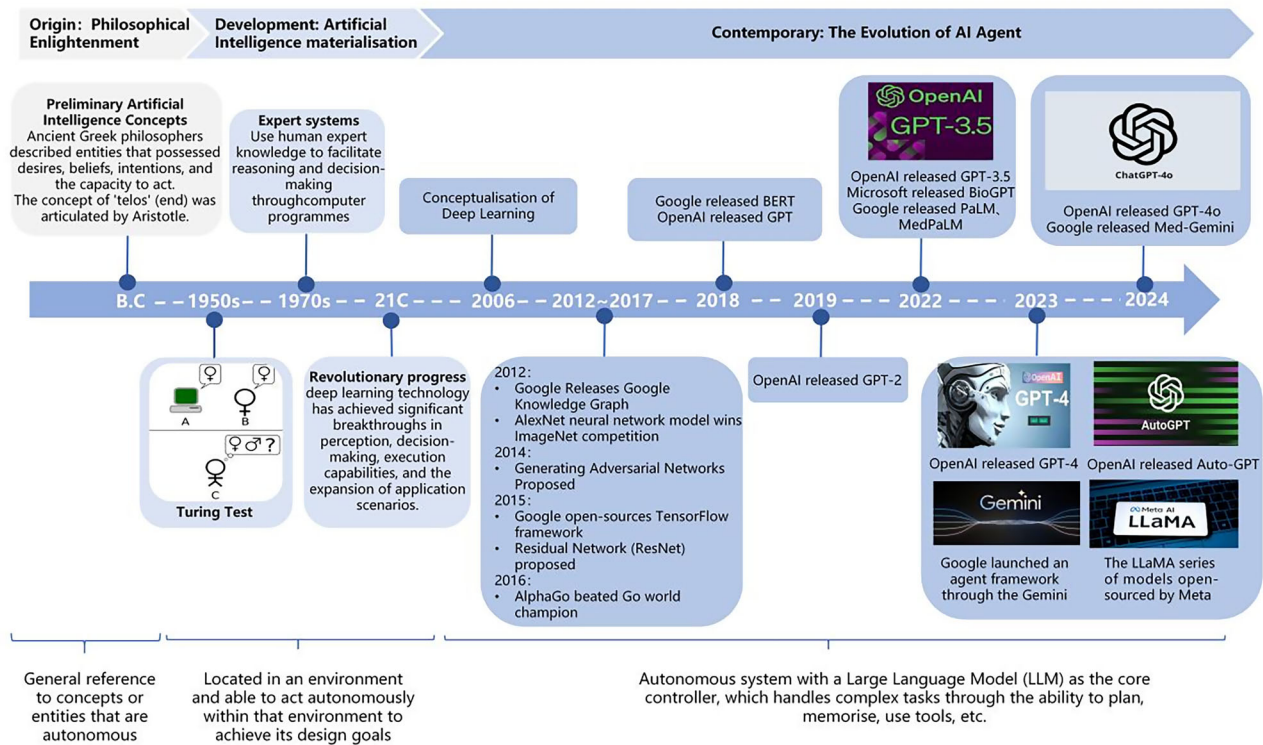 Origin: Philosophical
Enlightenment
Development: Artificial
Intelligence materialisation
Contemporary: The Evolution of AI Agent
Preliminary Artificial
Intelligence Concepts
Ancient Greek philosophers
described entities that possessed
desires, beliefs, intentions, and
the capacity to act.
The concept of 'telos' (end) was
articulated by Aristotle.
Expert systems
Use human expert
knowledge to facilitate
reasoning and decision-
making
throughcomputer
programmes
Conceptualisation of
Deep Learning
Google released BERT
OpenAI released GPT
OpenAI
GPT-3.5
OpenAI released GPT-3.5
Microsoft released BioGPT
Google released PaLM、
MedPaLM
ChatGPT-4o
OpenAI released GPT-4o
Google released Med-Gemini
B.C 1950s 1970s 21C 2006 2012~2017 2018 2019 2022 2023 2024
A
B
?
C
Turing Test
Revolutionary progress
deep learning technology
has achieved significant
breakthroughs in
perception, decision-
making, execution
capabilities, and the
expansion of application
scenarios.
2012:
• Google Releases Google
Knowledge Graph
• AlexNet neural network model wins
ImageNet competition
2014:
• Generating Adversarial Networks
Proposed
2015:
• Google open-sources TensorFlow
framework
• Residual Network (ResNet)
proposed
2016:
• AlphaGo beated Go world
champion
OpenAI released GPT-2
OpenAI
GPT-4
OpenAI released GPT-4
AutoGPT
OpenAI released Auto-GPT
Gemini
Google launched an
agent framework
through the Gemini
Meta AI
LLaMA
The LLaMA series
of models open-
sourced by Meta
General reference
to concepts or
entities that are
autonomous
Located in an environment
and able to act autonomously
within that environment to
achieve its design goals
Autonomous system with a Large Language Model (LLM) as the core
controller, which handles complex tasks through the ability to plan,
memorise, use tools, etc.